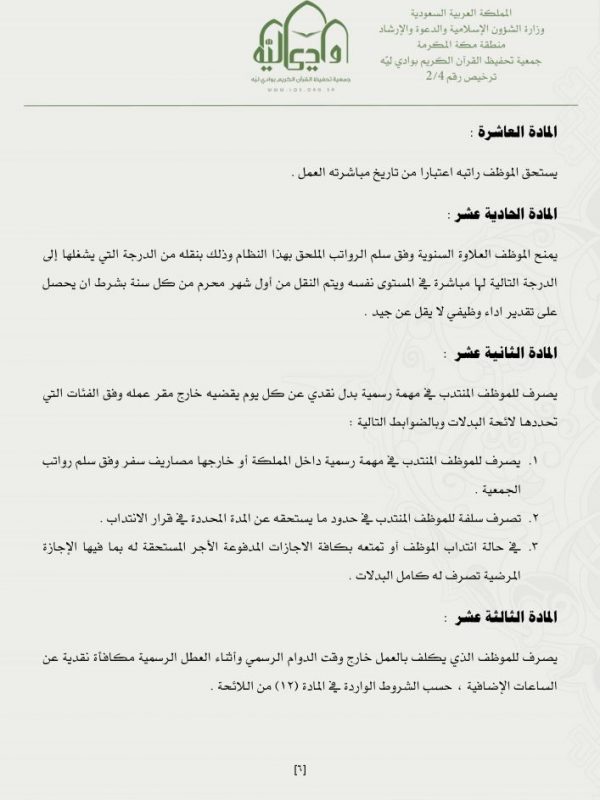 المملكة العربية السعودية
وزارة الشؤون الإسلامية والدعوة والإرشاد
منطقة مكة المكرمة
جمعية تحفيظ القرآن الكريم بوادي ليّه
ترخيص رقم 2/4
وادي ليّه
جمعية تحفيظ القرآن الكريم بوادي ليّه
WWW.IQS.ORG.SA
المادة العاشرة :
يستحق الموظف راتبه اعتبارا من تاريخ مباشرته العمل .
المادة الحادية عشر :
يمنح الموظف العلاوة السنوية وفق سلم الرواتب الملحق بهذا النظام وذلك بنقله من الدرجة التي يشغلها إلى
الدرجة التالية لها مباشرة في المستوى نفسه ويتم النقل من أول شهر محرم من كل سنة بشرط ان يحصل
على تقدير اداء وظيفي لا يقل عن جيد .
المادة الثانية عشر :
يصرف للموظف المنتدب في مهمة رسمية بدل نقدي عن كل يوم يقضيه خارج مقر عمله وفق الفئات التي
تحددها لائحة البدلات وبالضوابط التالية :
١. يصرف للموظف المنتدب في مهمة رسمية داخل المملكة أو خارجها مصاريف سفر وفق سلم رواتب
الجمعية .
٢. تصرف سلفة للموظف المنتدب في حدود ما يستحقه عن المدة المحددة في قرار الانتداب .
٣. في حالة انتداب الموظف أو تمتعه بكافة الاجازات المدفوعة الأجر المستحقة له بما فيها الإجازة
المرضية تصرف له كامل البدلات .
المادة الثالثة عشر :
يصرف للموظف الذي يكلف بالعمل خارج وقت الدوام الرسمي وأثناء العطل الرسمية مكافأة نقدية عن
الساعات الإضافية ، حسب الشروط الواردة في المادة (١٢) من اللائحة .
[٦]